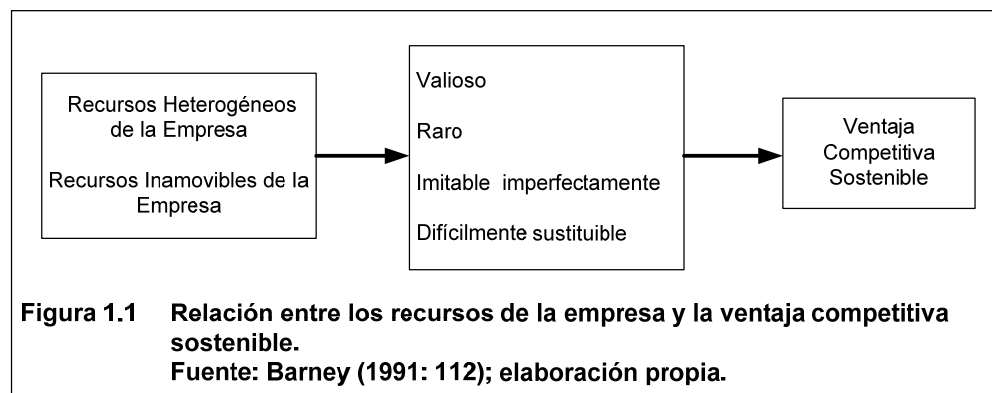 Recursos Heterogéneos
de la Empresa
Recursos Inamovibles de la
Empresa
Valioso
Raro
Imitable imperfectamente
Difícilmente sustituible
Ventaja
Competitiva
Sostenible
Figura 1.1 Relación entre los recursos de la empresa y la ventaja competitiva
sostenible.
Fuente: Barney (1991: 112); elaboración propia.